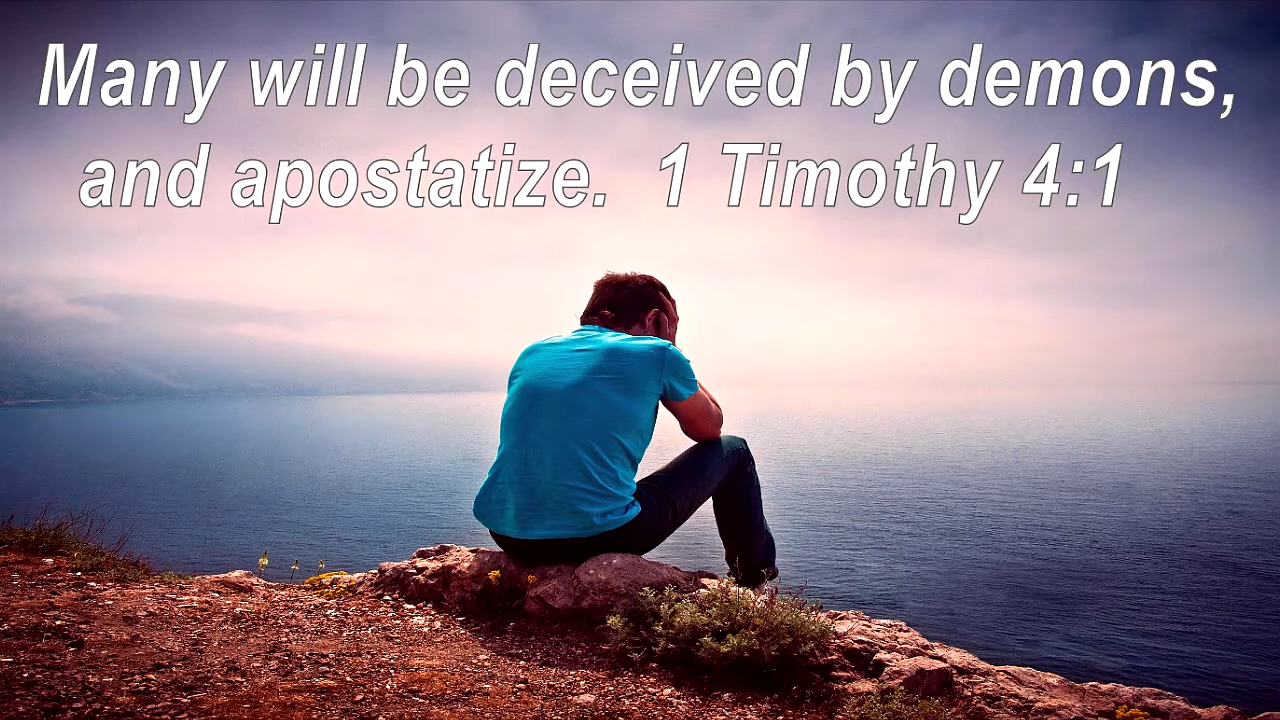 Many will be deceived by demons,
and apostatize. 1 Timothy 4:1